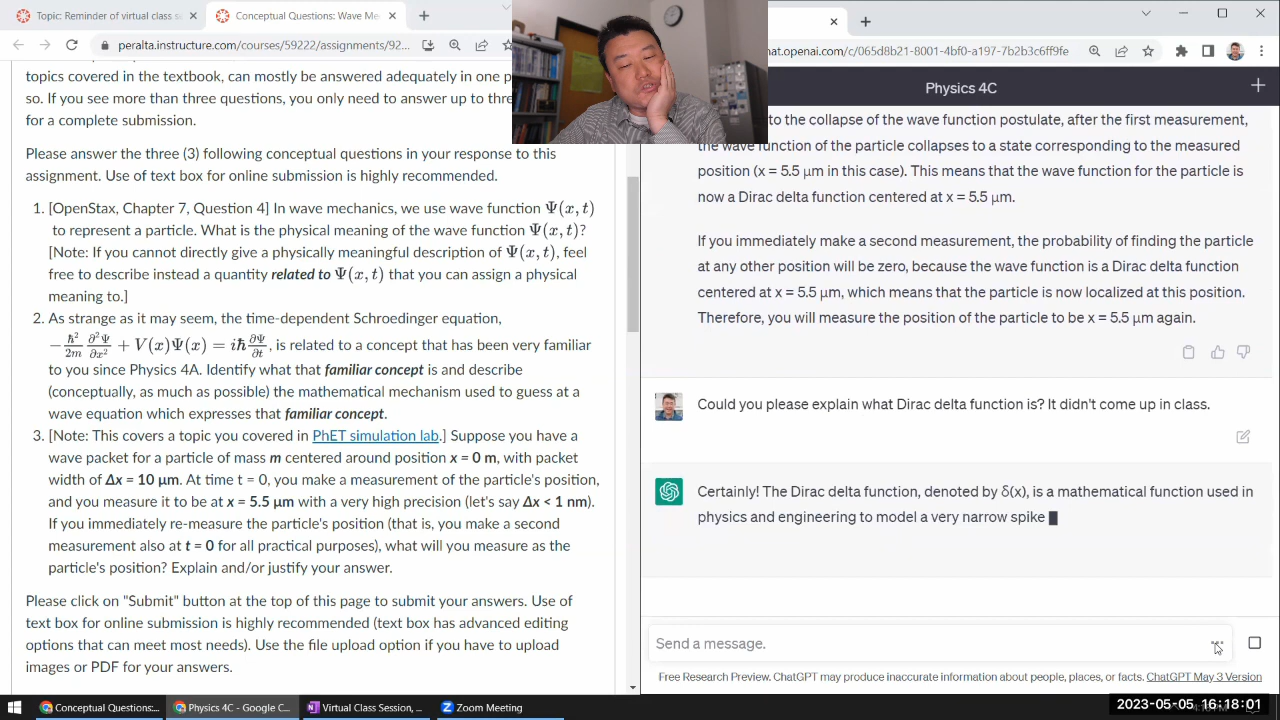 Topic: Reminder of virtual class s
Conceptual Questions: Wave Me
peralta.instructure.com/courses/59222/assignments/92...
topics covered in the textbook, can mostly be answered adequately in one p
so. If you see more than three questions, you only need to answer up to thre
for a complete submission.
Please answer the three (3) following conceptual questions in your response to this
assignment. Use of text box for online submission is highly recommended.
1. [OpenStax, Chapter 7, Question 4] In wave mechanics, we use wave function Ψ(x, t)
to represent a particle. What is the physical meaning of the wave function Ψ(x, t)?
[Note: If you cannot directly give a physically meaningful description of Ψ(x, t), feel
free to describe instead a quantity related to Ψ(x, t) that you can assign a physical
meaning to.]
2. As strange as it may seem, the time-dependent Schroedinger equation,
−ħ²/2m ∂²Ψ/∂x² + V(x)Ψ(x) = iħ ∂Ψ/∂t, is related to a concept that has been very familiar
to you since Physics 4A. Identify what that familiar concept is and describe
(conceptually, as much as possible) the mathematical mechanism used to guess at a
wave equation which expresses that familiar concept.
3. [Note: This covers a topic you covered in PhET simulation lab.] Suppose you have a
wave packet for a particle of mass m centered around position x = 0 m, with packet
width of Δx = 10 μm. At time t = 0, you make a measurement of the particle's position,
and you measure it to be at x = 5.5 μm with a very high precision (let's say Δx < 1 nm).
If you immediately re-measure the particle's position (that is, you make a second
measurement also at t = 0 for all practical purposes), what will you measure as the
particle's position? Explain and/or justify your answer.
Please click on "Submit" button at the top of this page to submit your answers. Use of
text box for online submission is highly recommended (text box has advanced editing
options that can meet most needs). Use the file upload option if you have to upload
images or PDF for your answers.
hat.openai.com/c/065d8b21-8001-4bf0-a197-7b2b3c6ff9fe
Physics 4C
to the collapse of the wave function postulate, after the first measurement,
the wave function of the particle collapses to a state corresponding to the measured
position (x = 5.5 μm in this case). This means that the wave function for the particle is
now a Dirac delta function centered at x = 5.5 μm.
If you immediately make a second measurement, the probability of finding the particle
at any other position will be zero, because the wave function is a Dirac delta function
centered at x = 5.5 μm, which means that the particle is now localized at this position.
Therefore, you will measure the position of the particle to be x = 5.5 μm again.
Could you please explain what Dirac delta function is? It didn't come up in class.
Certainly! The Dirac delta function, denoted by δ(x), is a mathematical function used in
physics and engineering to model a very narrow spike
Send a message.
Free Research Preview. ChatGPT may produce inaccurate information about people, places, or facts. ChatGPT May 3 Version
Conceptual Questions:...
Physics 4C - Google C...
Virtual Class Session, ...
Zoom Meeting
2023-05-05 16:18:01